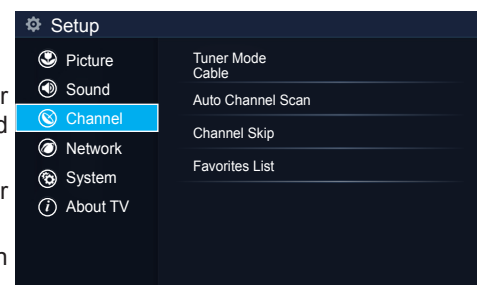 Setup
Picture
Sound
Channel
Network
System
About TV
Tuner Mode
Cable
Auto Channel Scan
Channel Skip
Favorites List